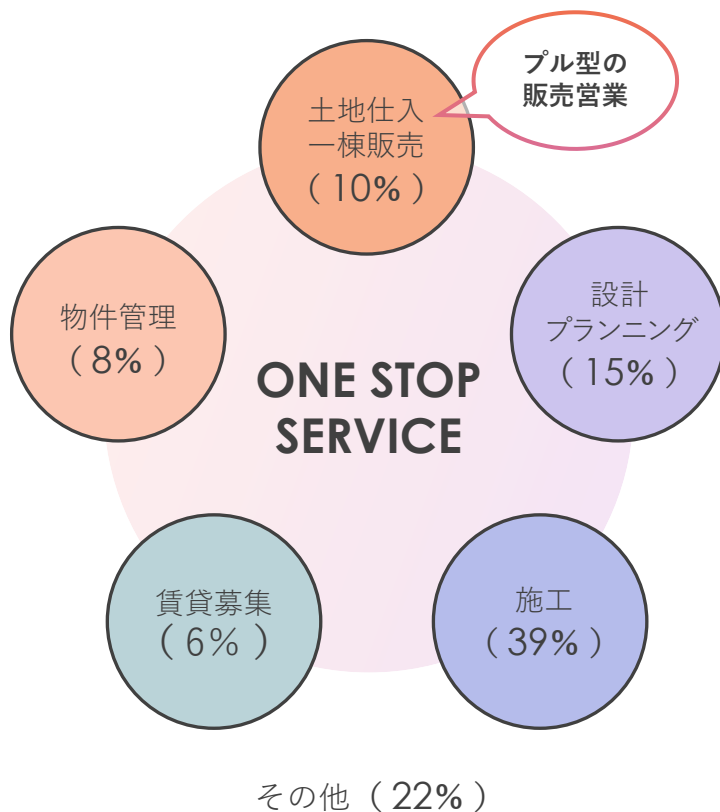 プル型の
販売営業
土地仕入
一棟販売
（ 10% ）
設計
プランニング
（ 15% ）
物件管理
（ 8% ）
ONE STOP
SERVICE
賃貸募集
（ 6% ）
施工
（ 39% ）
その他 （ 22% ）